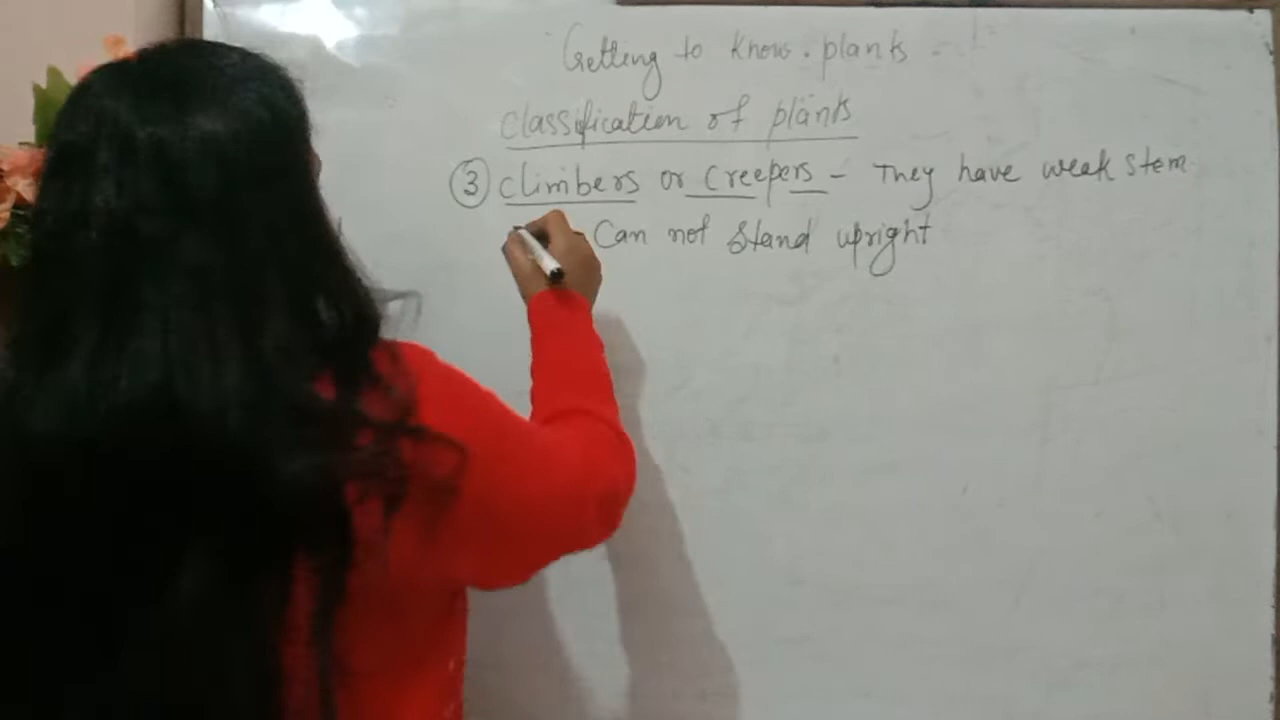 Getting to know. plants
classification of plants
③ climbers or creepers - They have weak stem
Can not stand upright